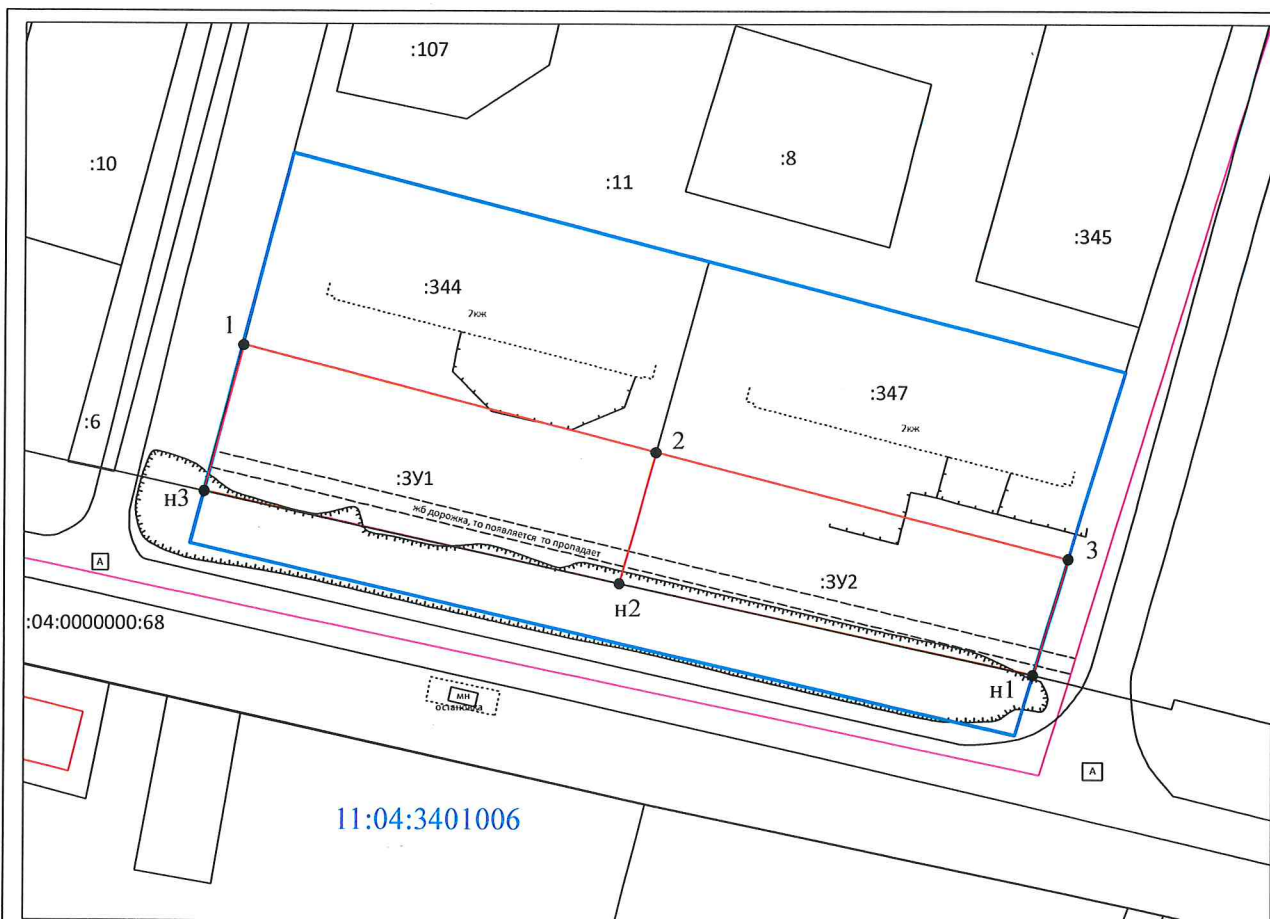 :107
:10
:11
:8
:345
:344
2кж
1
:347
2кж
:6
2
н3
:ЗУ1
жб дорожка, то появляется то пропадает
3
:ЗУ2
А
н2
:04:0000000:68
н1
МН
останкина
А
11:04:3401006